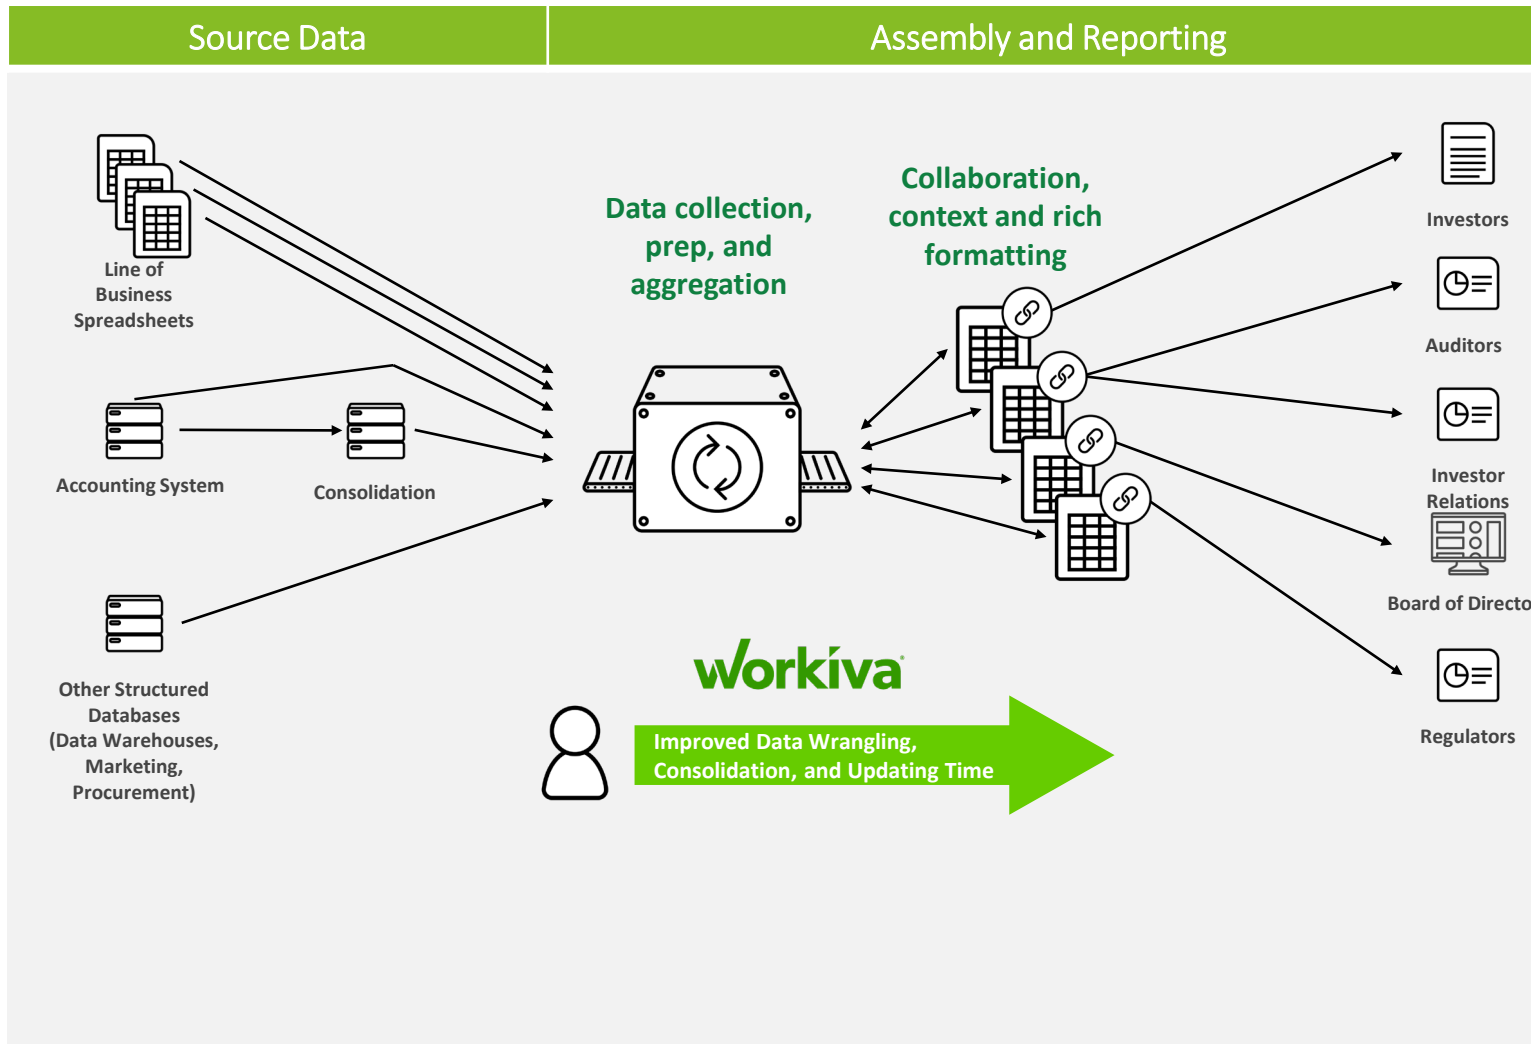 Source Data
Assembly and Reporting
Line of
Business
Spreadsheets
Accounting System
Consolidation
Other Structured
Databases
(Data Warehouses,
Marketing,
Procurement)
Data collection,
prep, and
aggregation
Collaboration,
context and rich
formatting
workiva
Improved Data Wrangling,
Consolidation, and Updating Time
Investors
Auditors
Investor
Relations
Board of Directo
Regulators